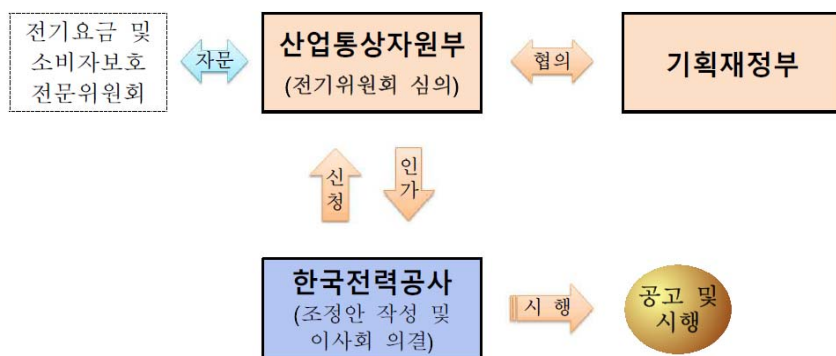 전기요금 및
소비자보호
전문위원회
자문
산업통상자원부
(전기위원회 심의)
협의
기획재정부
신청
인가
한국전력공사
(조정안 작성 및
이사회 의결)
시 행
공고 및
시행